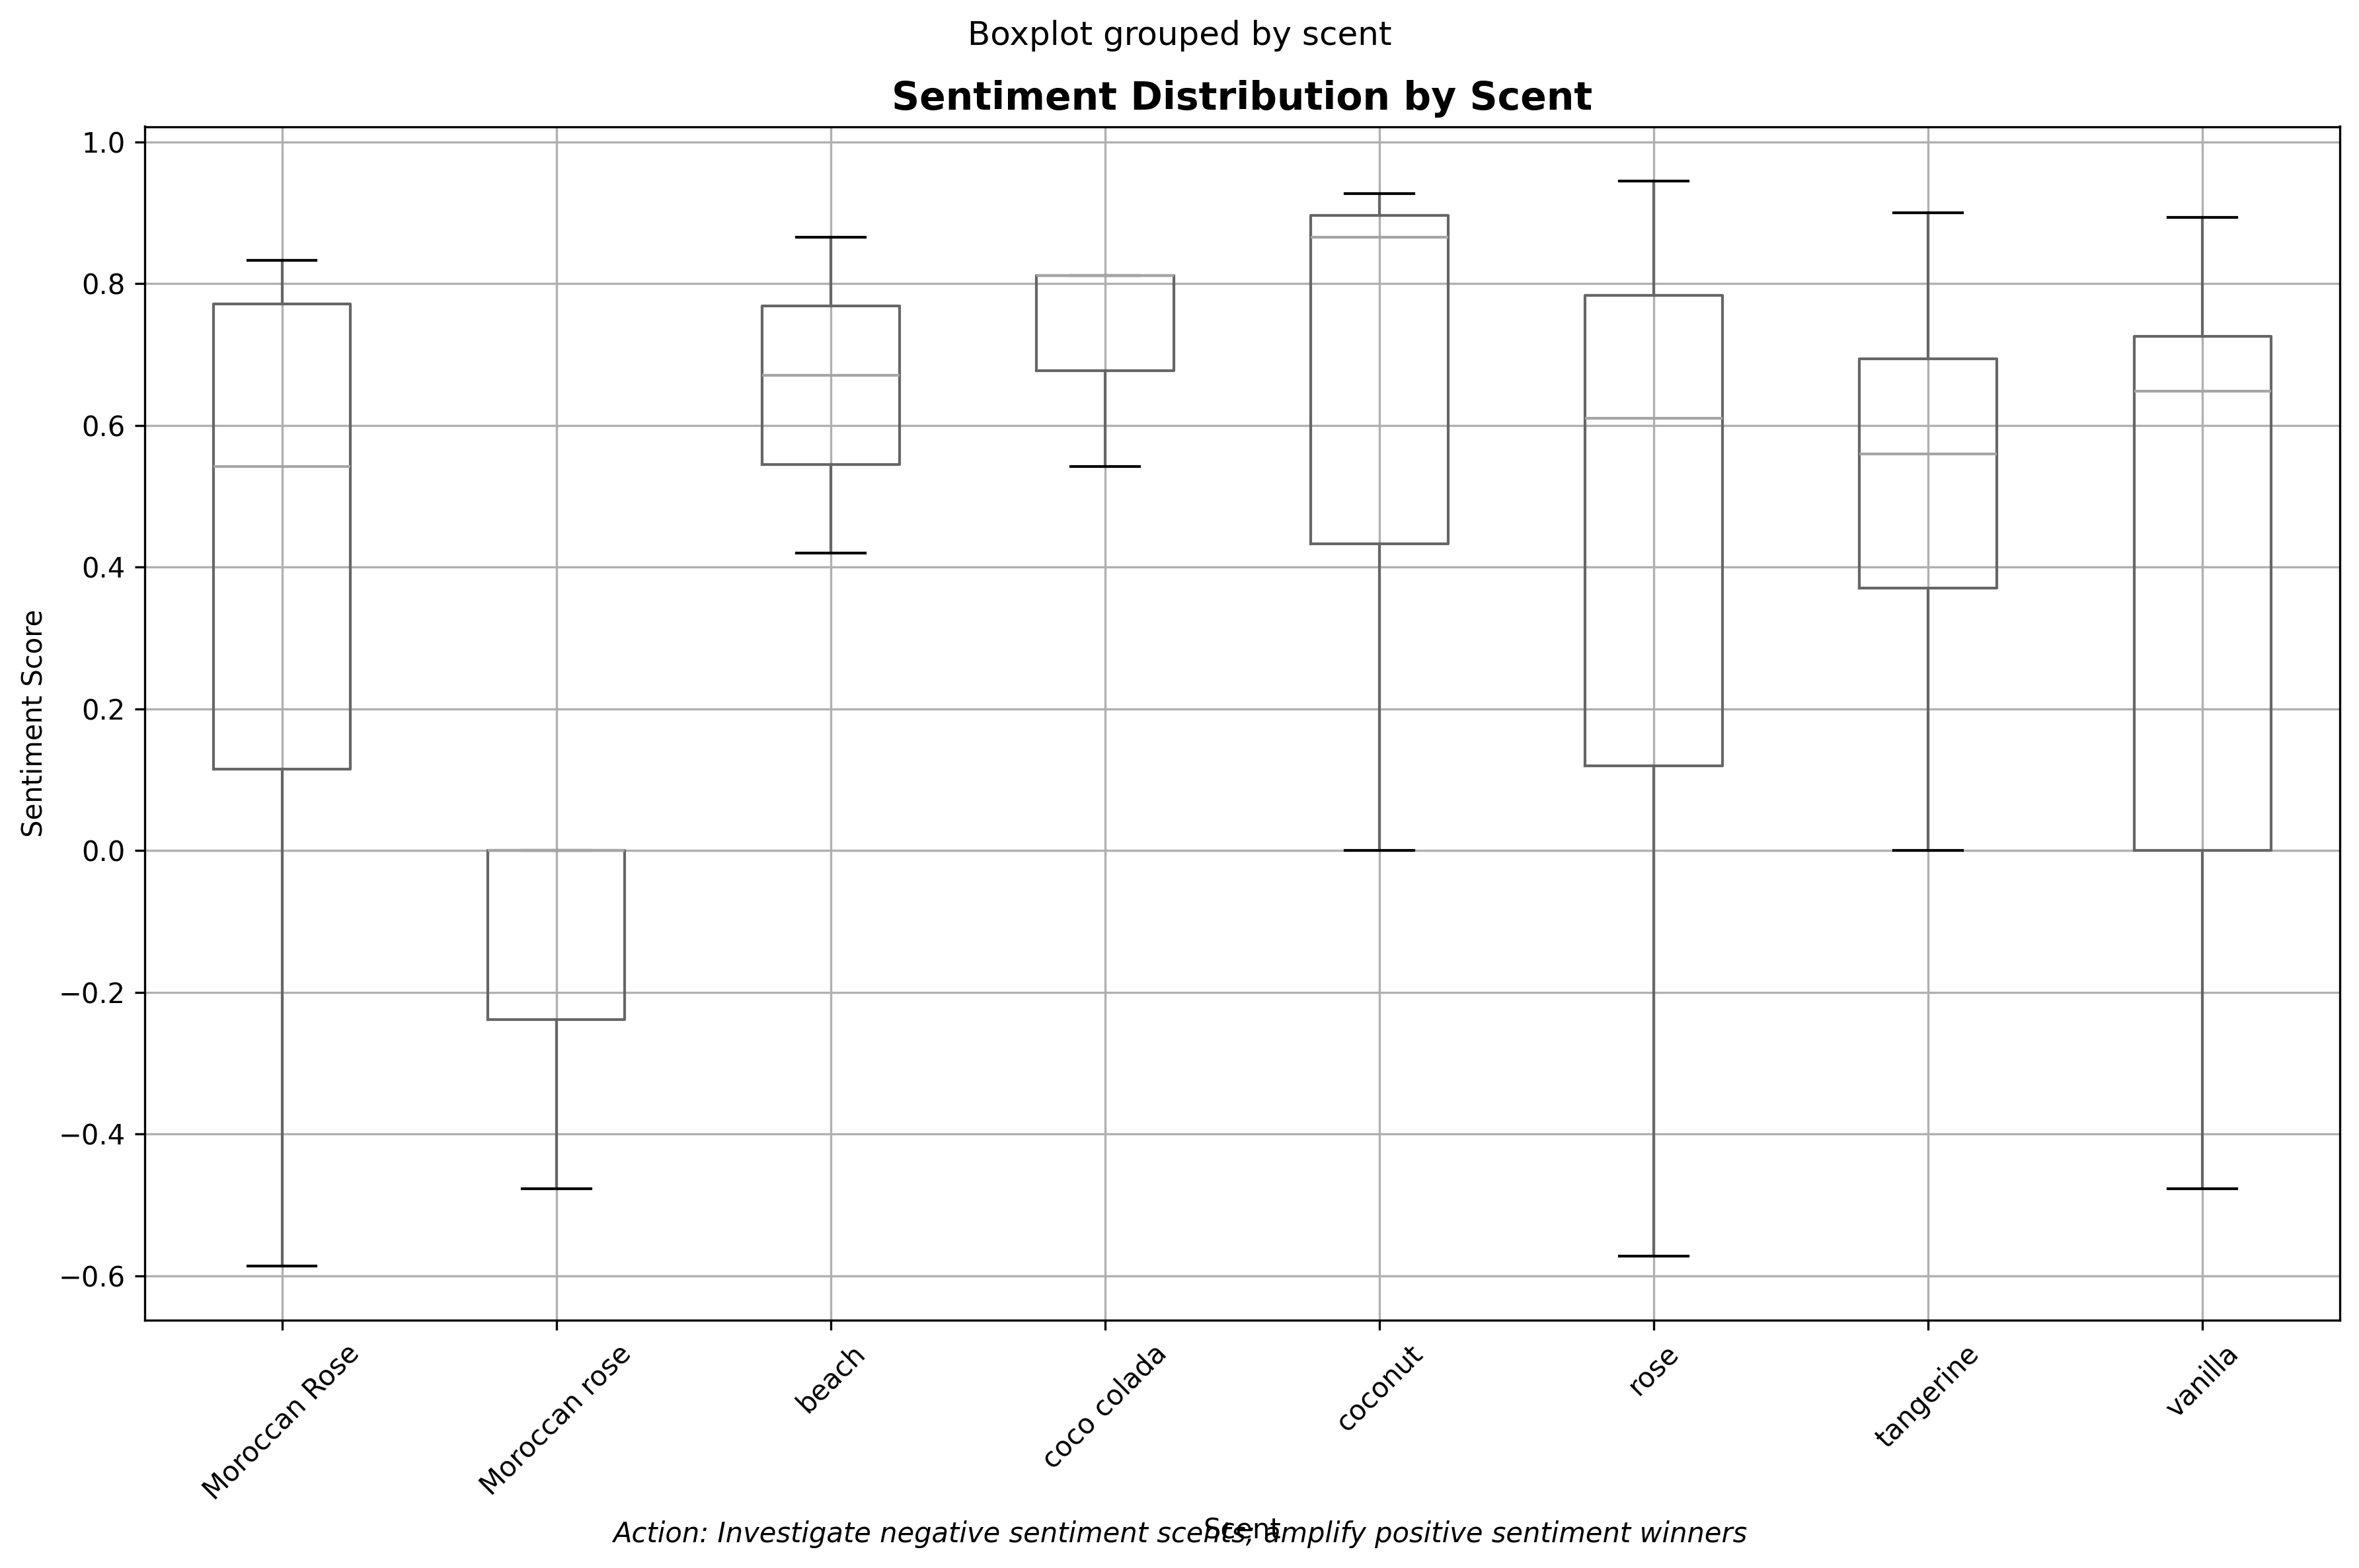 Boxplot grouped by scent
Sentiment Distribution by Scent
1.0
0.8
0.6
0.4
0.2
0.0
−0.2
−0.4
−0.6
Sentiment Score
Moroccan Rose
Moroccan rose
beach
coco colada
coconut
rose
tangerine
vanilla
Scent
Action: Investigate negative sentiment scents, amplify positive sentiment winners